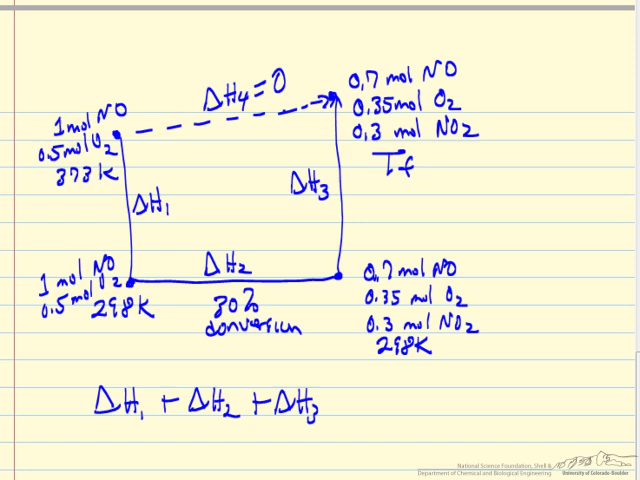 ΔH4=0
0.7 mol NO
0.35 mol O2
0.3 mol NO2
Tf
1 mol NO
0.5 mol O2
373 K
ΔH1
ΔH3
ΔH2
30%
conversion
1 mol NO
0.5 mol O2
298K
0.7 mol NO
0.35 mol O2
0.3 mol NO2
298K
ΔH1 + ΔH2 + ΔH3
National Science Foundation, Shell &
Department of Chemical and Biological Engineering
University of Colorado-Boulder